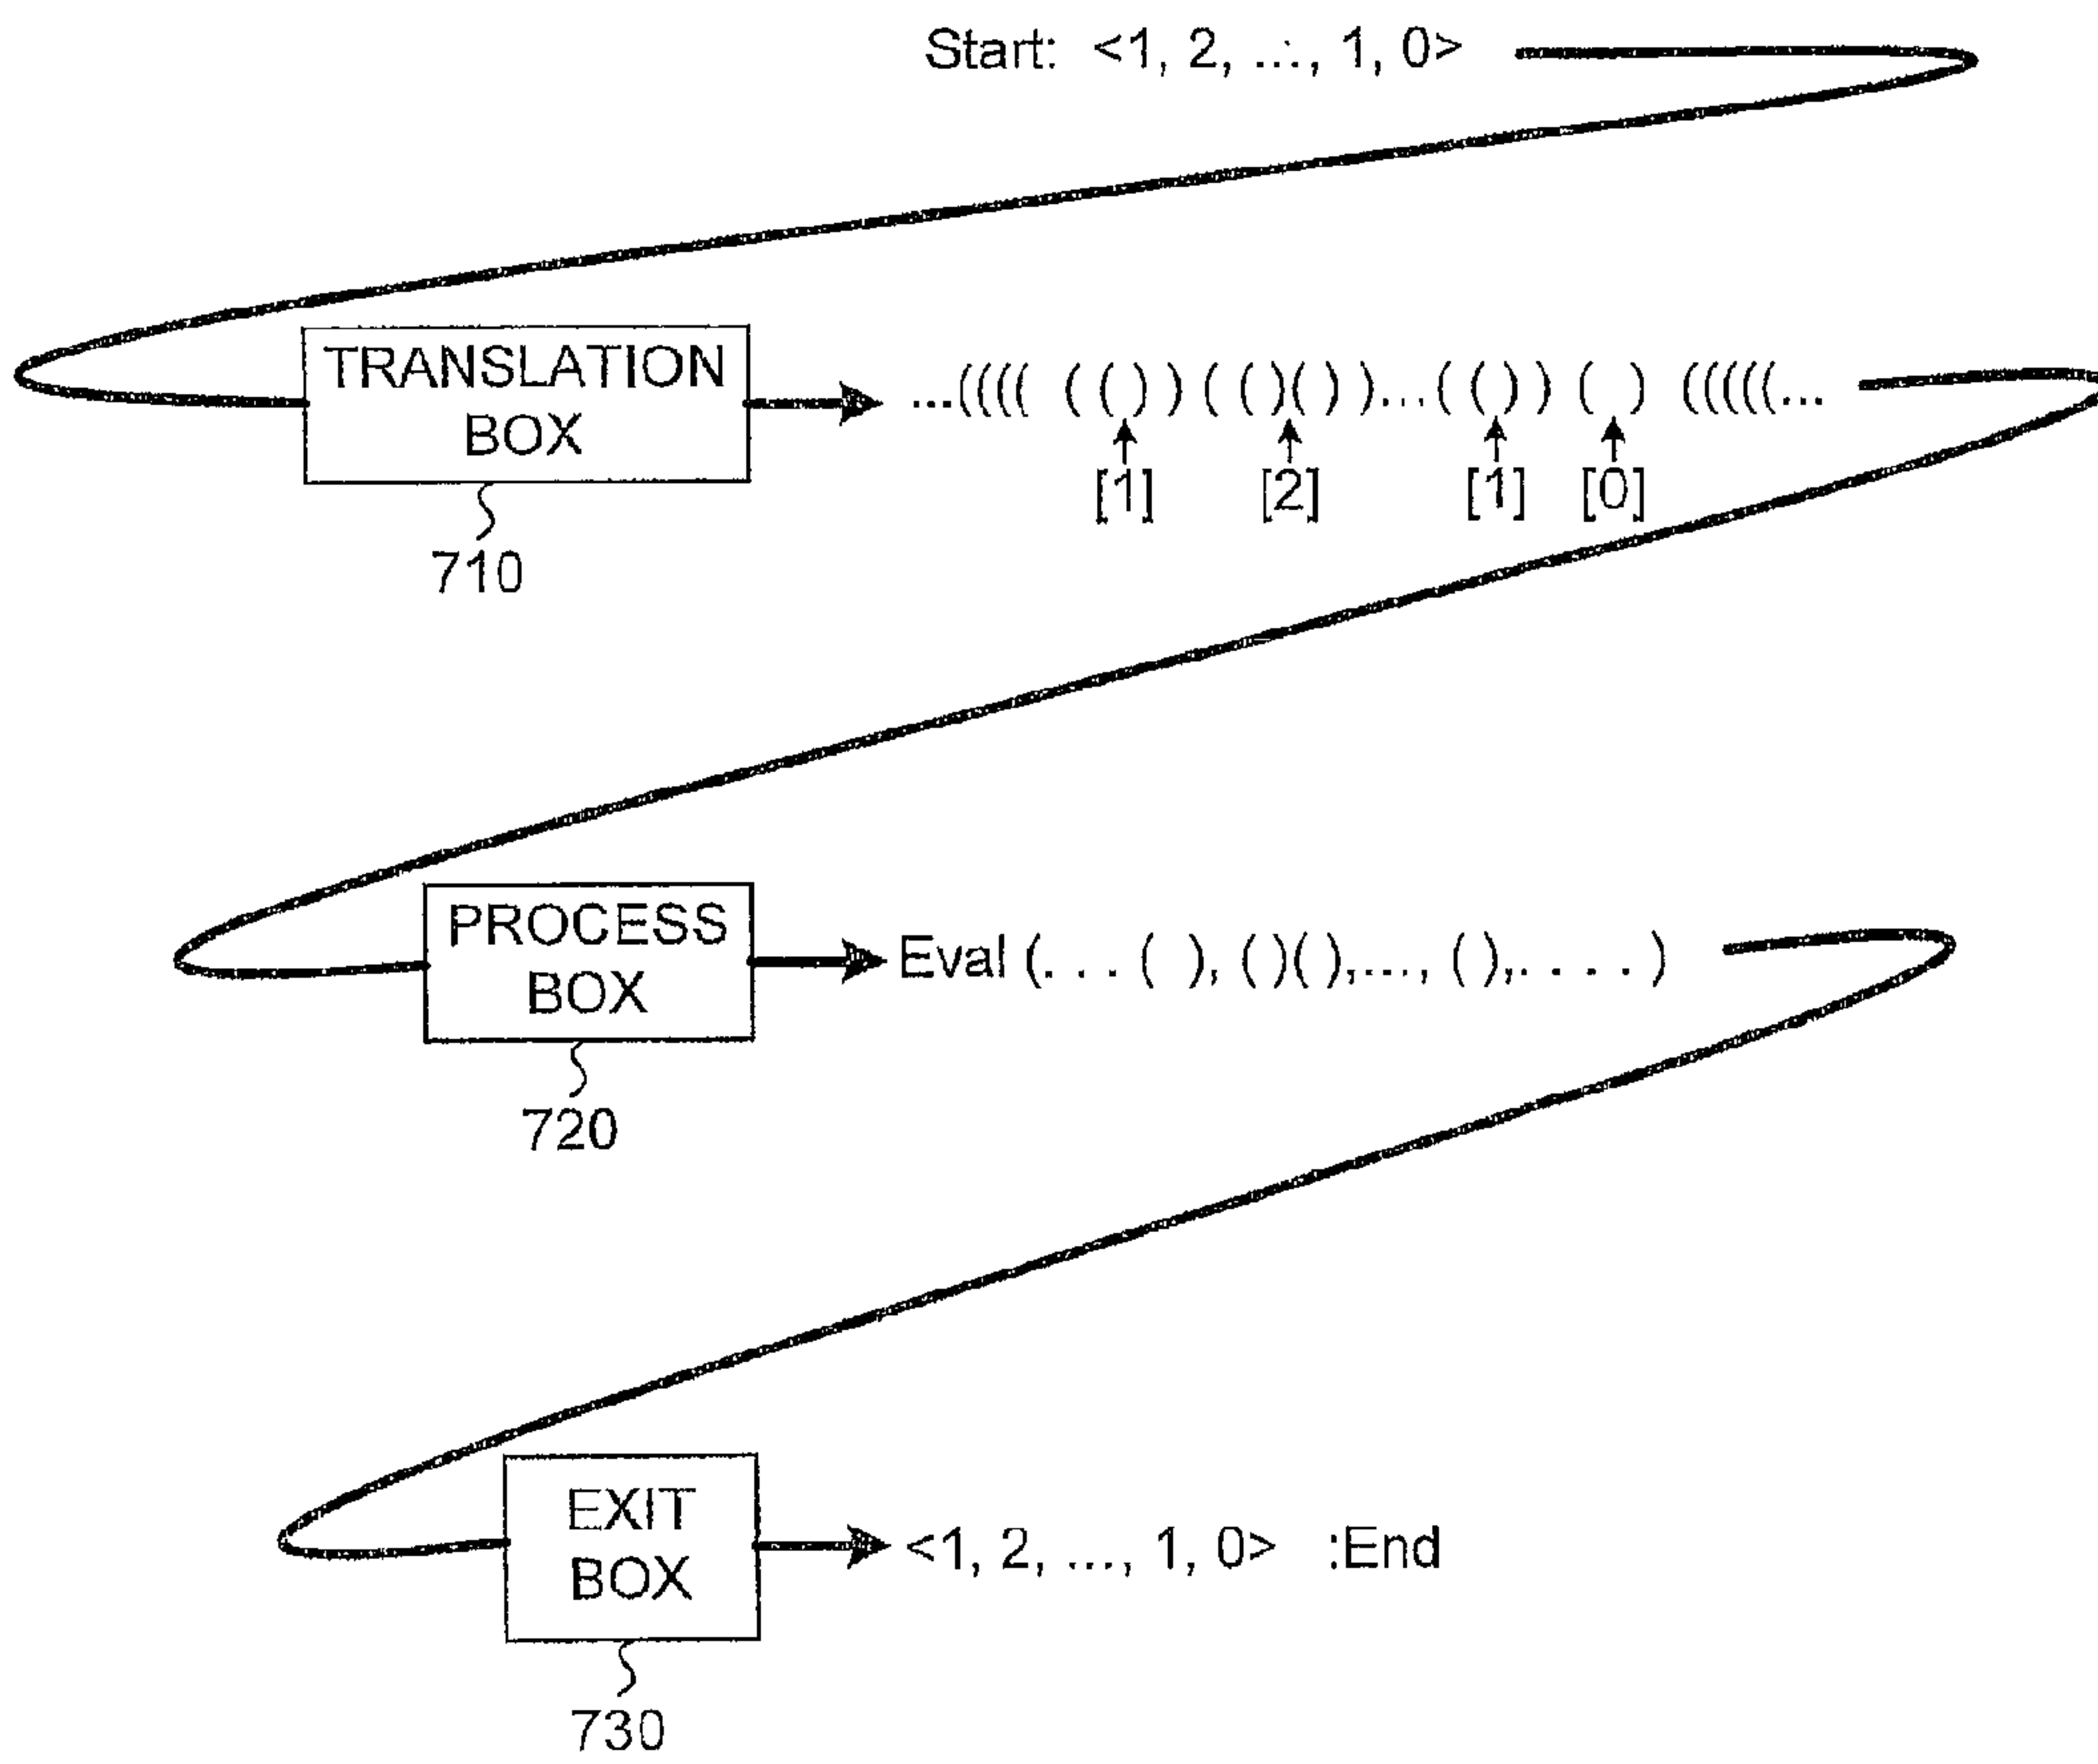 Start: <1, 2, ..., 1, 0>
TRANSLATION
BOX
...(((( ( ( ) ) ( ( )( ) )...( ( ) ) ( ) (((((...
[1] [2] [1] [0]
710
PROCESS
BOX
Eval (. . . ( ), ( )( ),..., ( ),. . . . )
720
EXIT
BOX
<1, 2, ..., 1, 0> :End
730